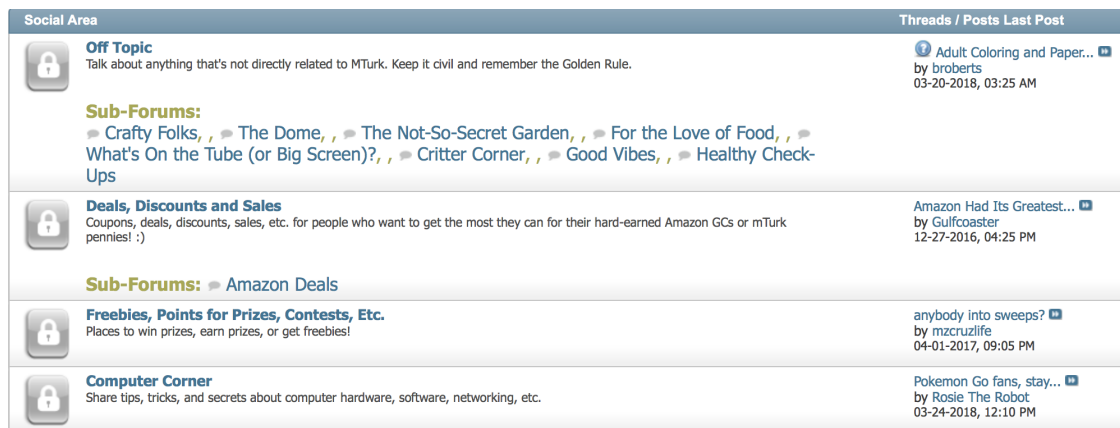 Social Area Threads / Posts Last Post
Off Topic
Talk about anything that's not directly related to MTurk. Keep it civil and remember the Golden Rule.
Adult Coloring and Paper...
by broberts
03-20-2018, 03:25 AM
Sub-Forums:
Crafty Folks, , The Dome, , The Not-So-Secret Garden, , For the Love of Food, ,
What's On the Tube (or Big Screen)?, , Critter Corner, , Good Vibes, , Healthy Check-
Ups
Deals, Discounts and Sales
Coupons, deals, discounts, sales, etc. for people who want to get the most they can for their hard-earned Amazon GCs or mTurk
pennies! :)
Amazon Had Its Greatest...
by Gulfcoaster
12-27-2016, 04:25 PM
Sub-Forums: Amazon Deals
Freebies, Points for Prizes, Contests, Etc.
Places to win prizes, earn prizes, or get freebies!
anybody into sweeps?
by mzcruzlife
04-01-2017, 09:05 PM
Computer Corner
Share tips, tricks, and secrets about computer hardware, software, networking, etc.
Pokemon Go fans, stay...
by Rosie The Robot
03-24-2018, 12:10 PM